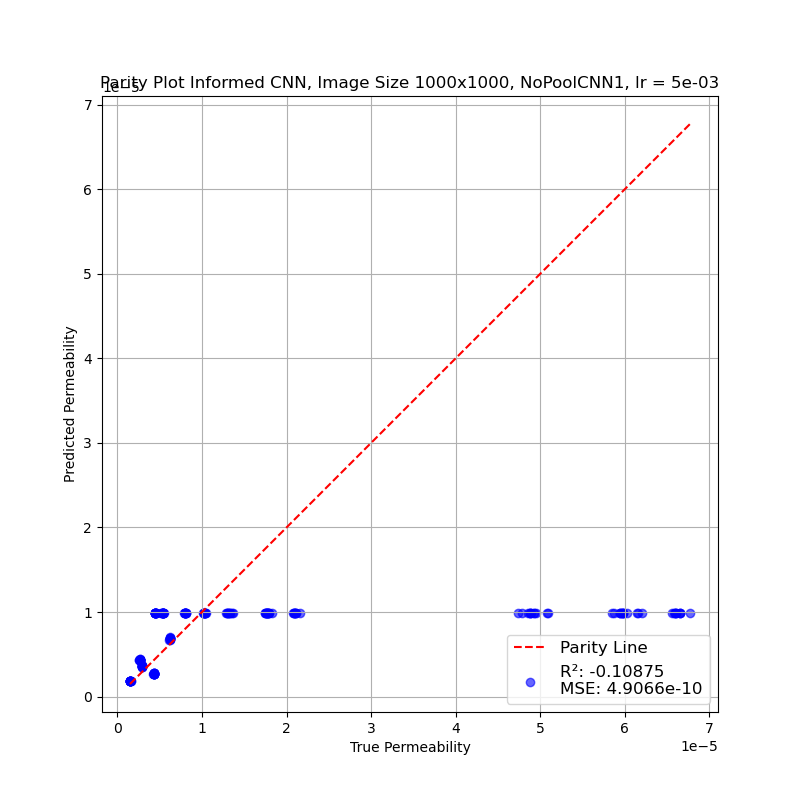 Parity Plot Informed CNN, Image Size 1000x1000, NoPoolCNN1, lr = 5e-03
1e−5
7
6
5
4
3
2
1
0
Predicted Permeability
Parity Line
R²: -0.10875
MSE: 4.9066e-10
0 1 2 3 4 5 6 7
1e−5
True Permeability